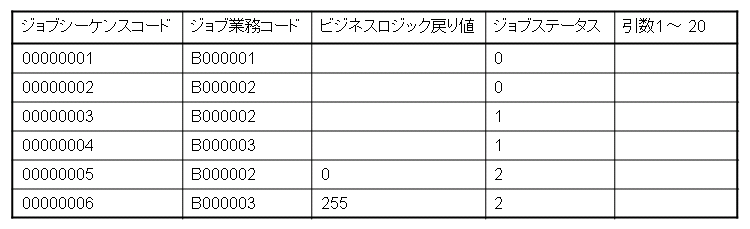 ジョブシーケンスコード ジョブ業務コード ビジネスロジック戻り値 ジョブステータス 引数1～ 20
00000001 B000001 0
00000002 B000002 0
00000003 B000002 1
00000004 B000003 1
00000005 B000002 0 2
00000006 B000003 255 2